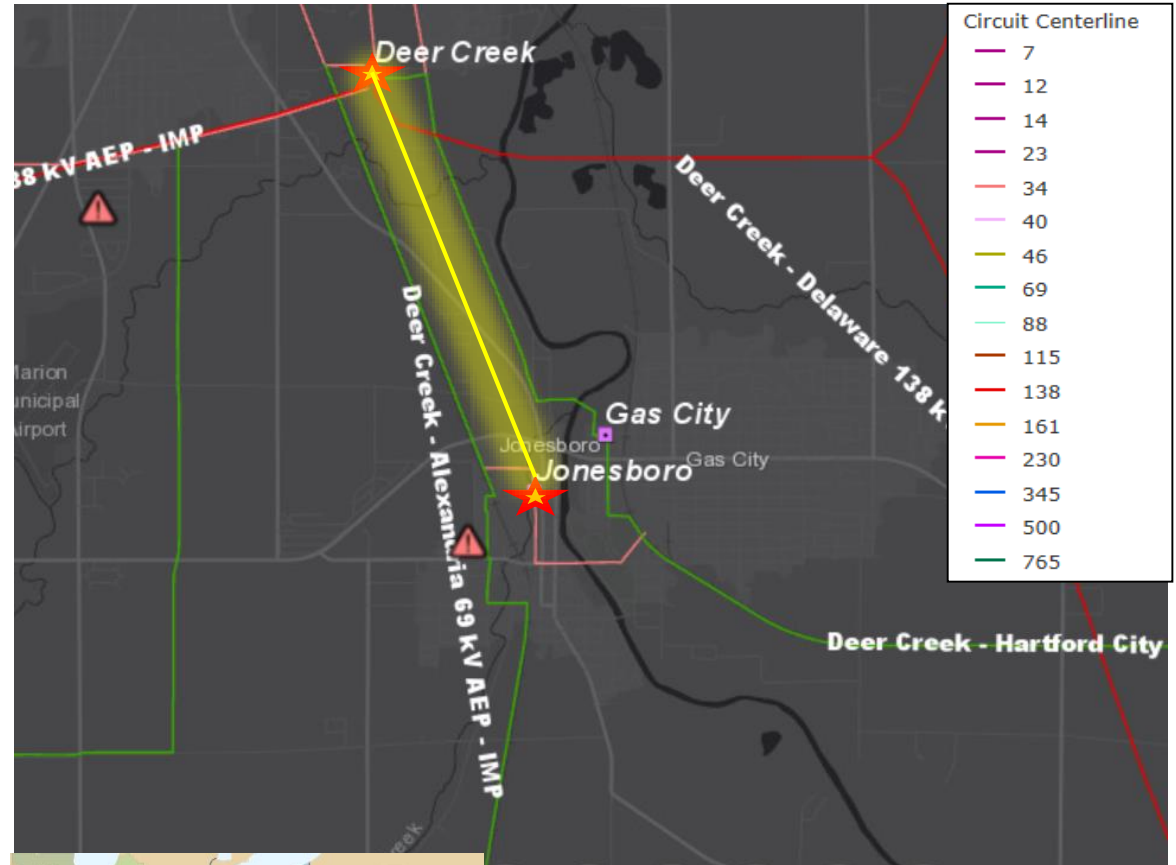 Circuit Centerline
7
12
14
23
34
40
46
69
88
115
138
161
230
345
500
765
Deer Creek
38 kV AEP - IMP
Deer Creek - Delaware 138 k
Deer Creek - Alexandria 69 kV AEP - IMP
Marion
unicipal
Airport
Gas City
Jonesboro
Gas City
Jonesboro
Deer Creek - Hartford City
reek